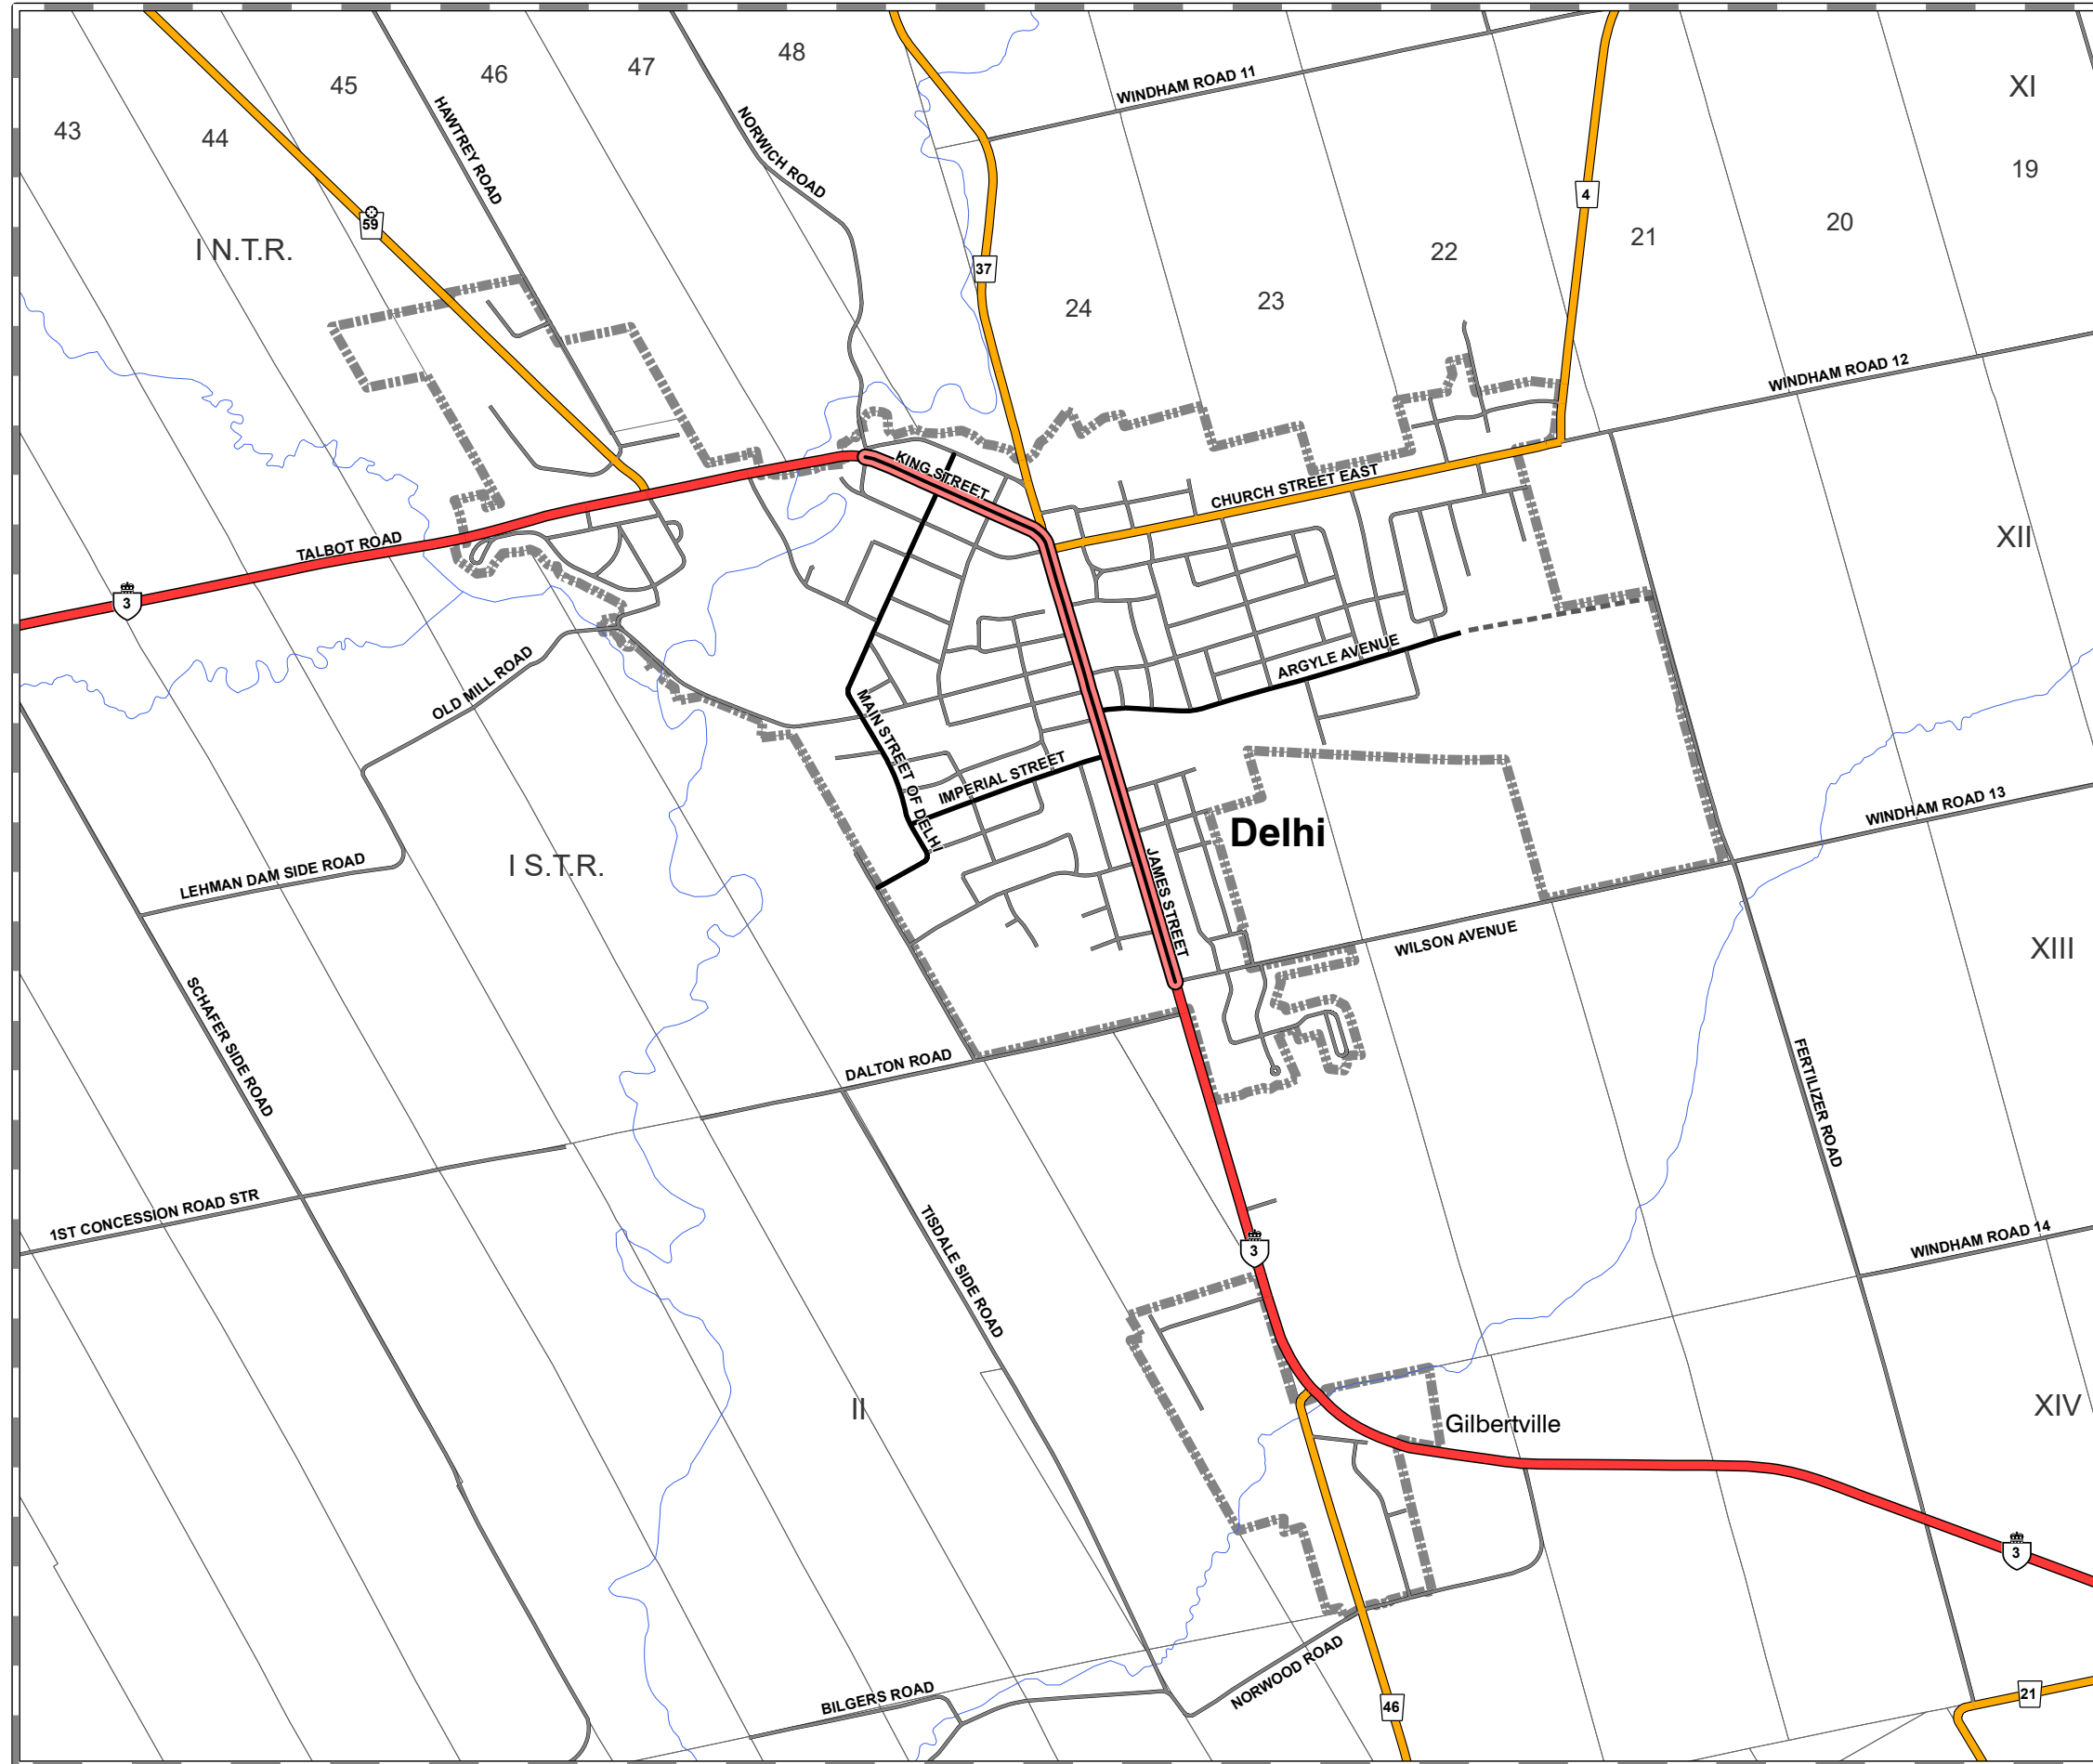 48
47
46
45
44
43
HAWTREY ROAD
NORWICH ROAD
WINDHAM ROAD 11
XI
19
4
59
I N.T.R.
37
20
21
22
23
24
WINDHAM ROAD 12
KING STREET
CHURCH STREET EAST
XII
TALBOT ROAD
3
ARGYLE AVENUE
OLD MILL ROAD
MAIN STREET OF DELHI
IMPERIAL STREET
WINDHAM ROAD 13
Delhi
I S.T.R.
LEHMAN DAM SIDE ROAD
JAMES STREET
WILSON AVENUE
XIII
SCHAFER SIDE ROAD
DALTON ROAD
FERTILIZER ROAD
1ST CONCESSION ROAD STR
TISDALE SIDE ROAD
3
WINDHAM ROAD 14
II
Gilbertville
XIV
3
NORWOOD ROAD
BILGERS ROAD
46
21